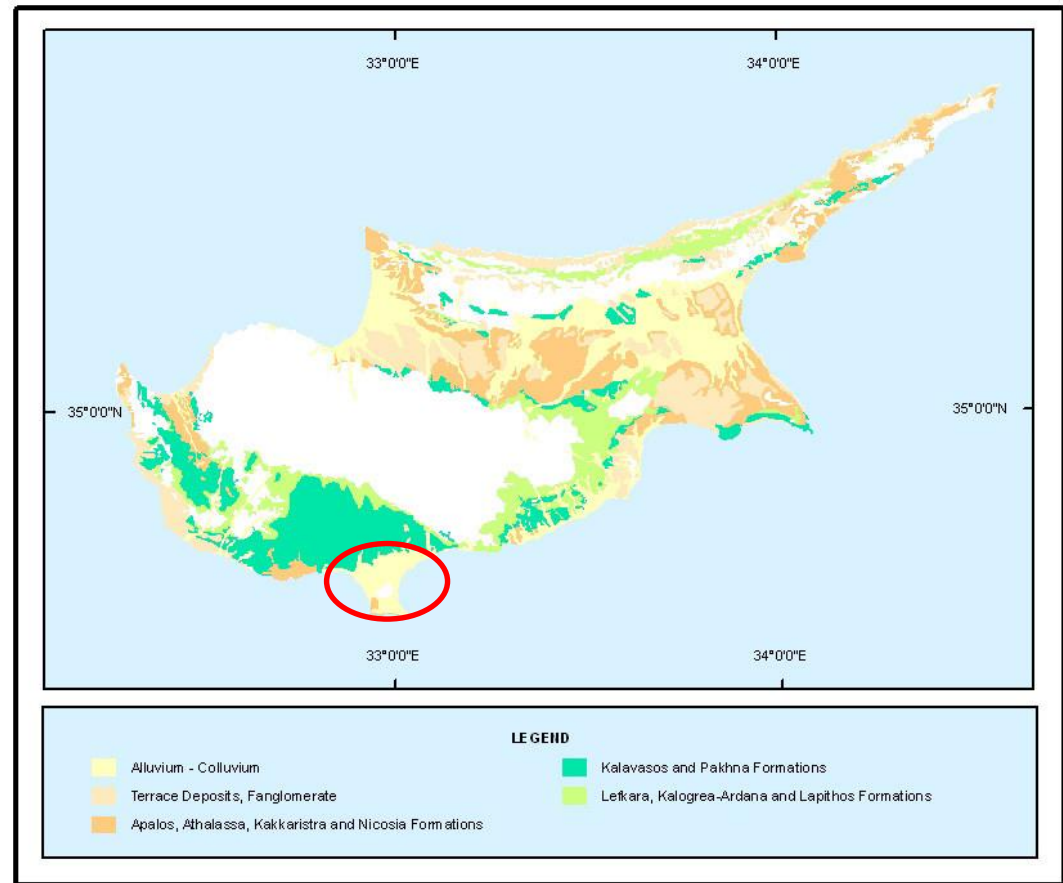 33°0'0"E 34°0'0"E
35°0'0"N 35°0'0"N
33°0'0"E 34°0'0"E
LEGEND
Alluvium - Colluvium
Terrace Deposits, Fanglomerate
Apalos, Athalassa, Kakkaristra and Nicosia Formations
Kalavasos and Pakhna Formations
Lefkara, Kalogrea-Ardana and Lapithos Formations